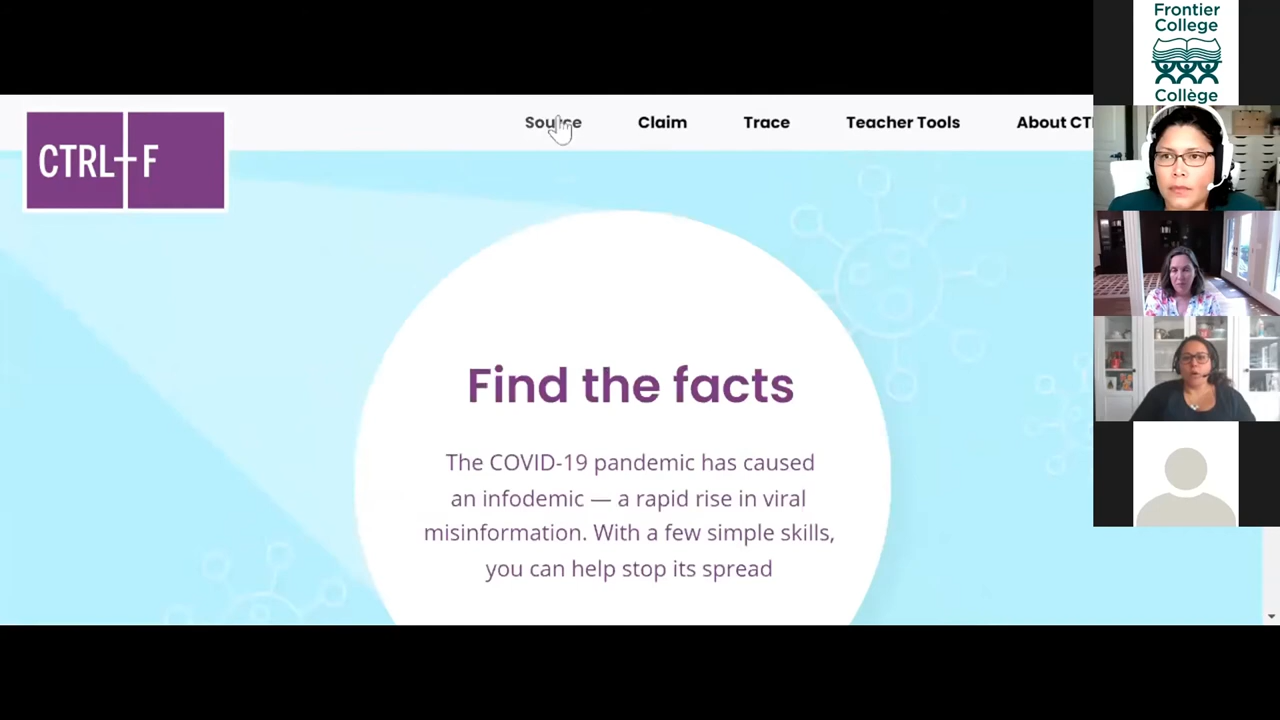 Frontier
College
Collège
CTRL+F
Source
Claim
Trace
Teacher Tools
About CT
Find the facts
The COVID-19 pandemic has caused
an infodemic — a rapid rise in viral
misinformation. With a few simple skills,
you can help stop its spread